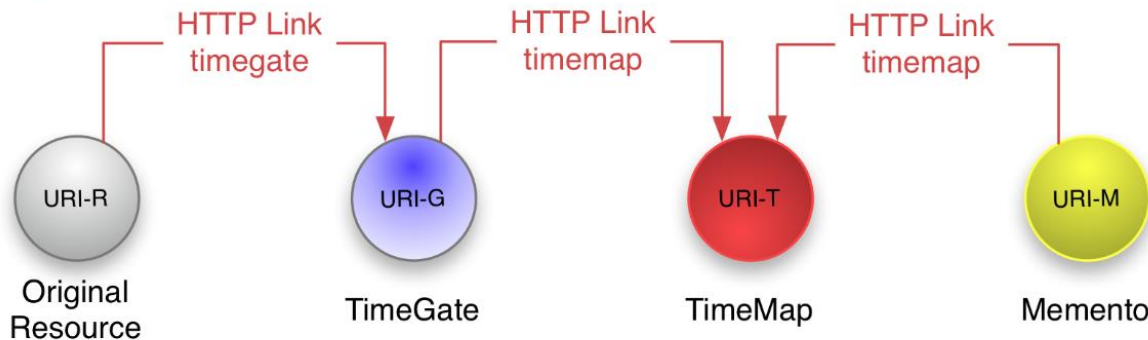 HTTP Link
timegate
HTTP Link
timemap
HTTP Link
timemap
URI-R
URI-G
URI-T
URI-M
Original
Resource
TimeGate
TimeMap
Memento